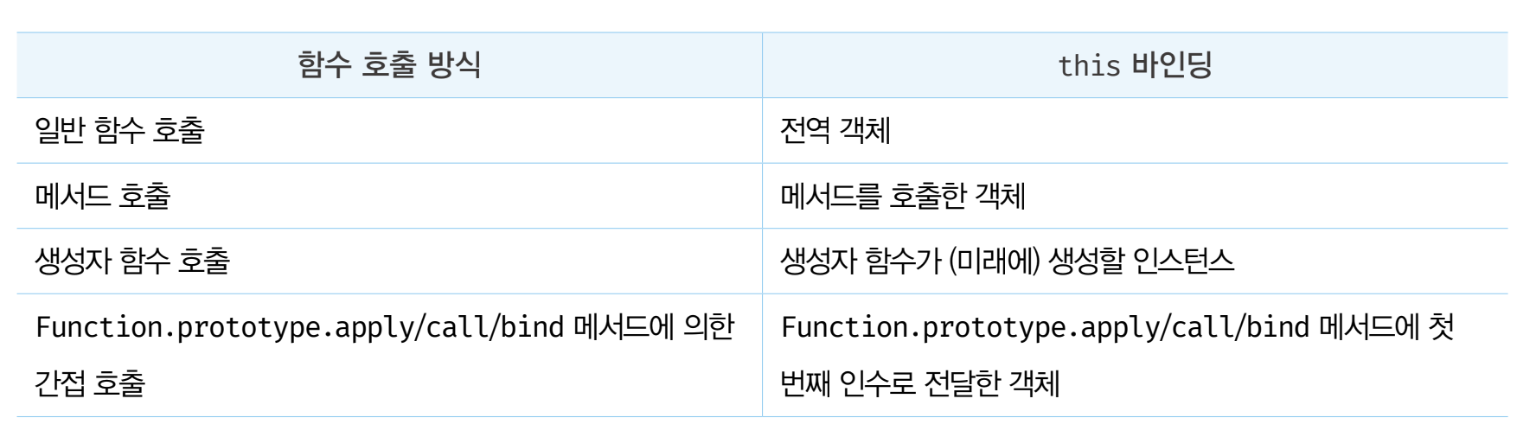 함수 호출 방식
this 바인딩
일반 함수 호출
전역 객체
메서드 호출
메서드를 호출한 객체
생성자 함수 호출
생성자 함수가 (미래에) 생성할 인스턴스
Function.prototype.apply/call/bind 메서드에 의한
간접 호출
Function.prototype.apply/call/bind 메서드에 첫
번째 인수로 전달한 객체